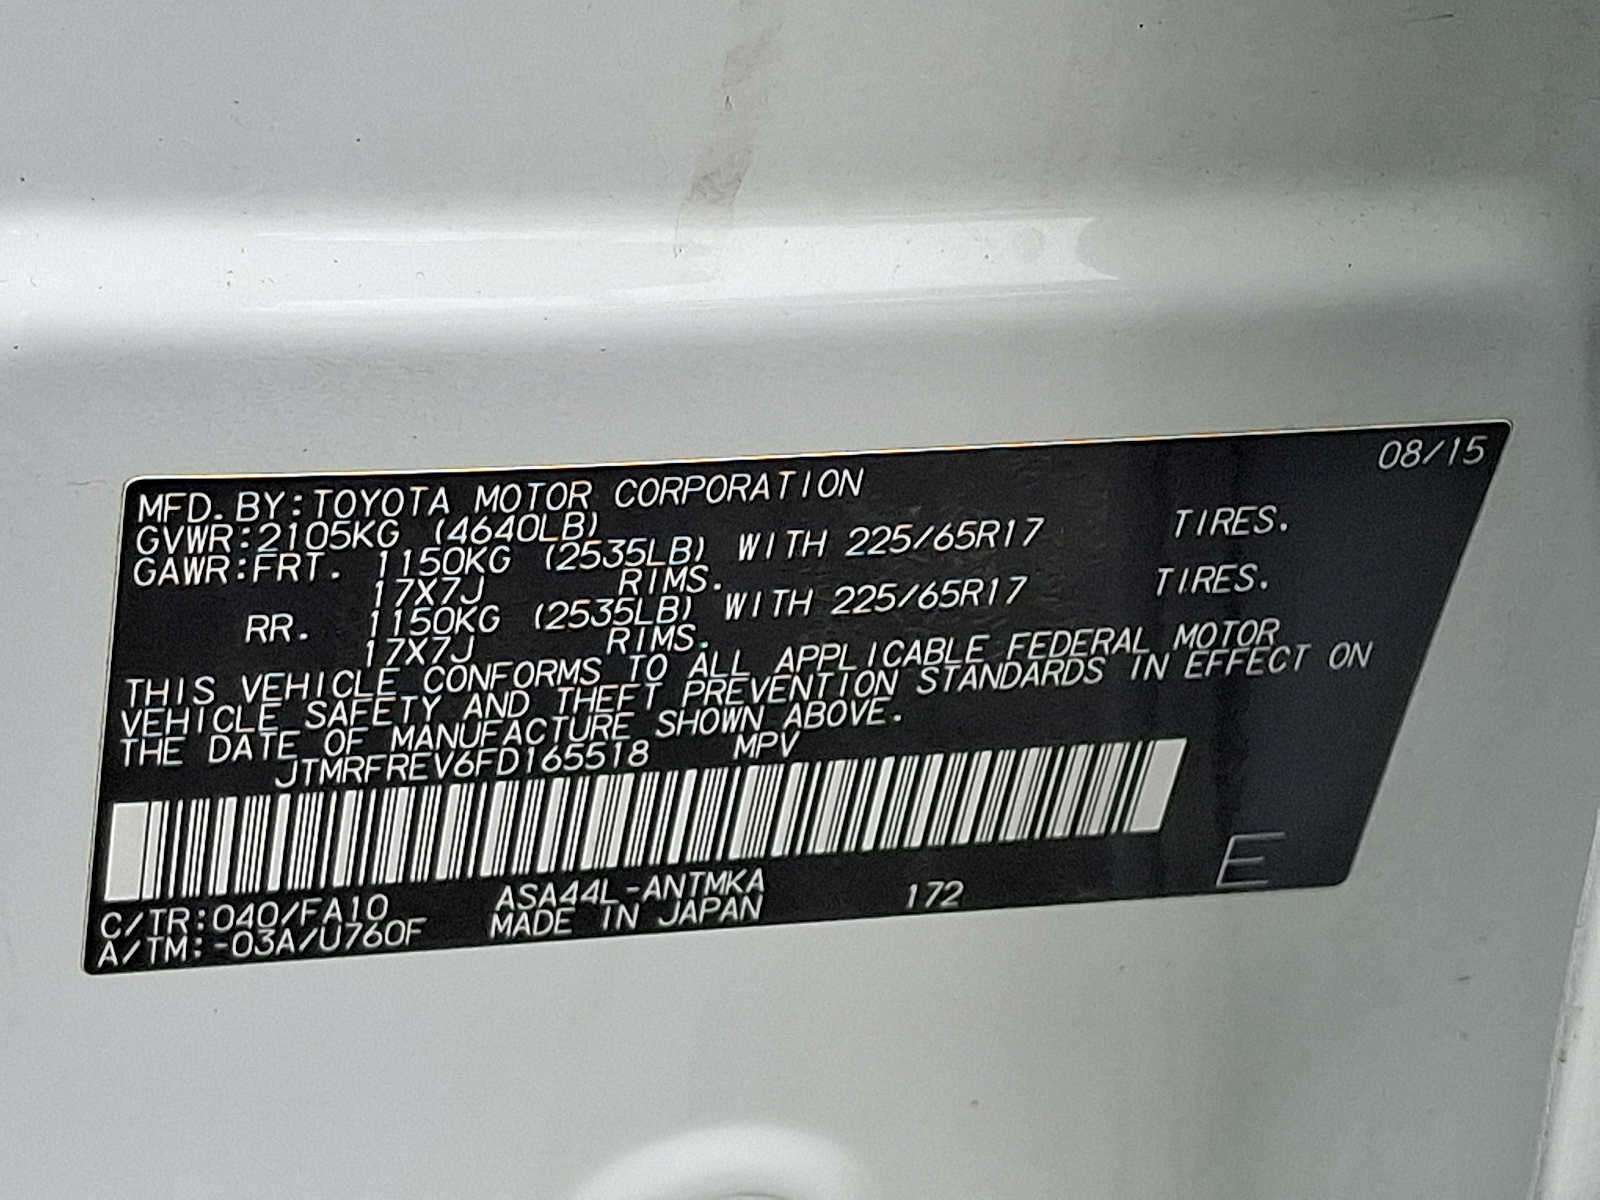 08/15
MFD. BY:TOYOTA MOTOR CORPORATION
GVWR:2105KG (4640LB)
GAWR:FRT. 1150KG (2535LB) WITH 225/65R17 TIRES.
17X7J RIMS.
RR. 1150KG (2535LB) WITH 225/65R17 TIRES.
17X7J RIMS.
THIS VEHICLE CONFORMS TO ALL APPLICABLE FEDERAL MOTOR
VEHICLE SAFETY AND THEFT PREVENTION STANDARDS IN EFFECT ON
THE DATE OF MANUFACTURE SHOWN ABOVE.
JTMRFREV6FD165518 MPV
C/TR:040/FA10 ASA44L-ANTMKA 172 E
A/TM:-03A/U760F MADE IN JAPAN